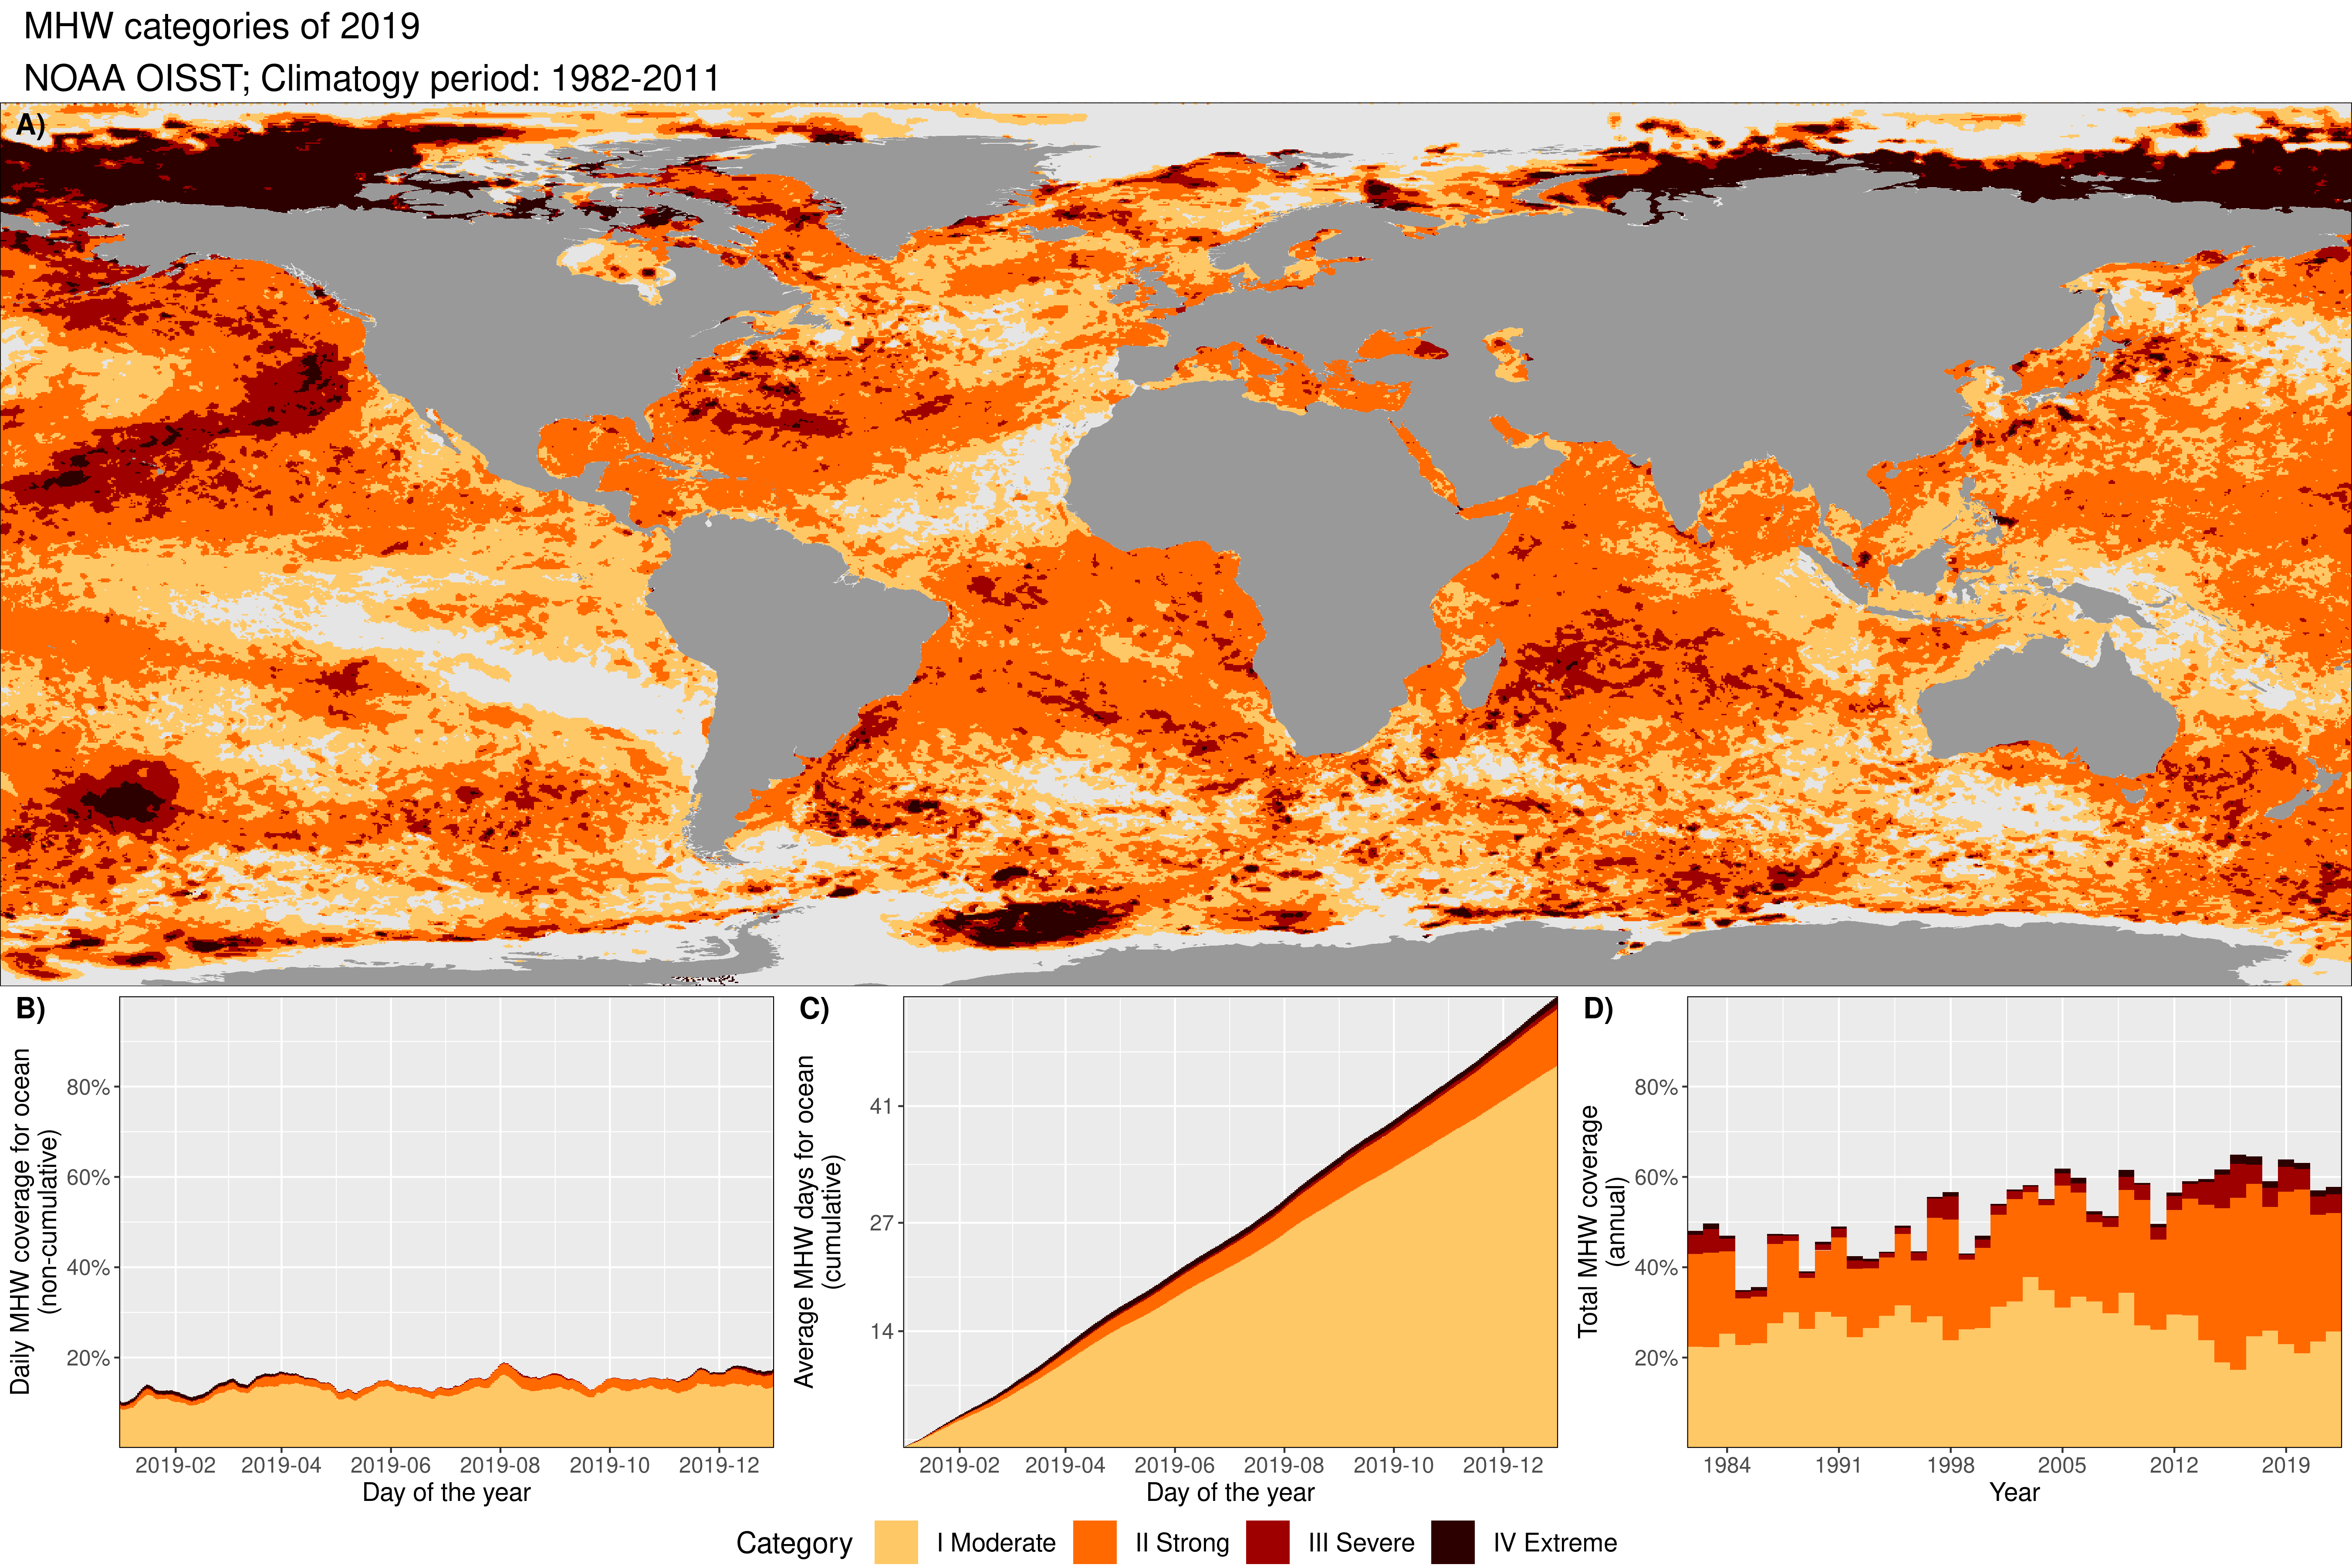 MHW categories of 2019
NOAA OISST; Climatogy period: 1982-2011
A)
B)
Daily MHW coverage for ocean
(non-cumulative)
80%
60%
40%
20%
2019-02 2019-04 2019-06 2019-08 2019-10 2019-12
Day of the year
C)
Average MHW days for ocean
(cumulative)
41
27
14
2019-02 2019-04 2019-06 2019-08 2019-10 2019-12
Day of the year
D)
Total MHW coverage
(annual)
80%
60%
40%
20%
1984 1991 1998 2005 2012 2019
Year
Category I Moderate II Strong III Severe IV Extreme